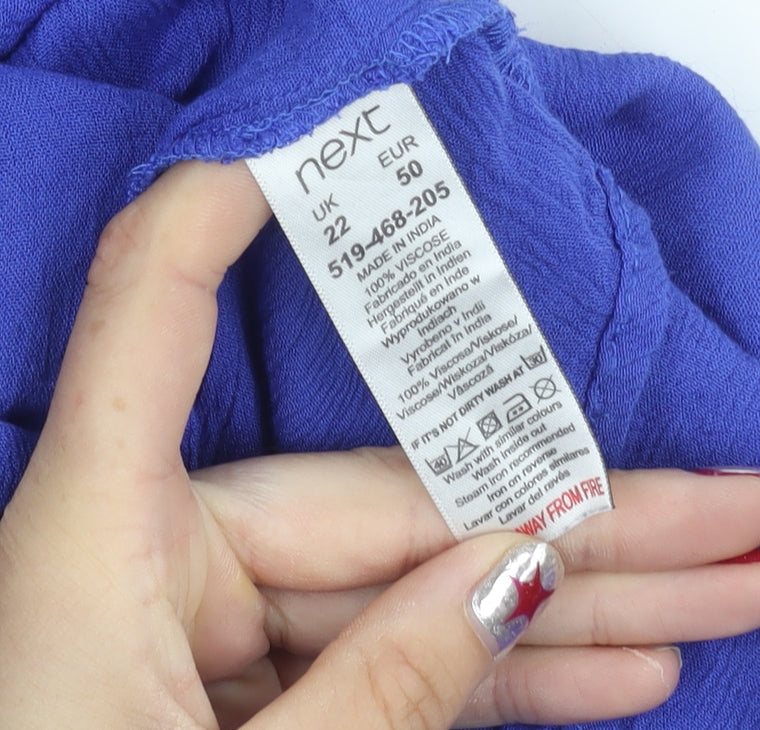 next
UK EUR
22 50
519-468-205
MADE IN INDIA
100% VISCOSE
Fabricado en India
Hergestellt in Indien
Fabriqué en Inde
Wyprodukowano w
Indiach
Vyrobeno v Indii
Fabricat în India
100% Viscosa/Viskose/
Viscose/Wiskoza/Viskóza/
Vâscoză
IF IT'S NOT DIRTY WASH AT
40
Wash with similar colours
Wash inside out
Steam iron recommended
Iron on reverse
Lavar con colores similares
Lavar del revés
AWAY FROM FIRE